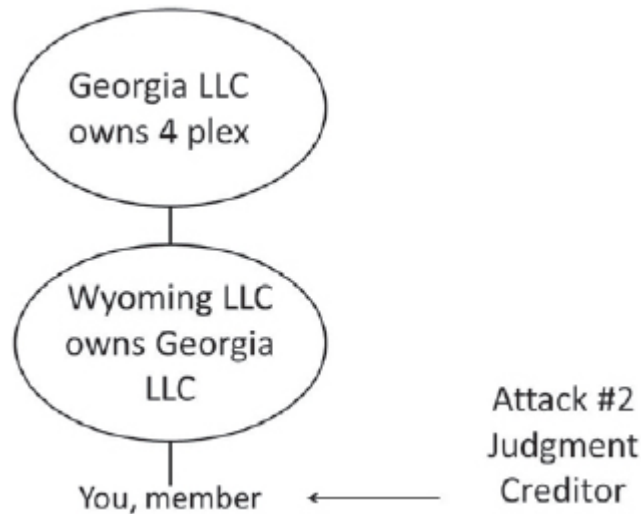 Georgia LLC
owns 4 plex
Wyoming LLC
owns Georgia
LLC
You, member
Attack #2
Judgment
Creditor